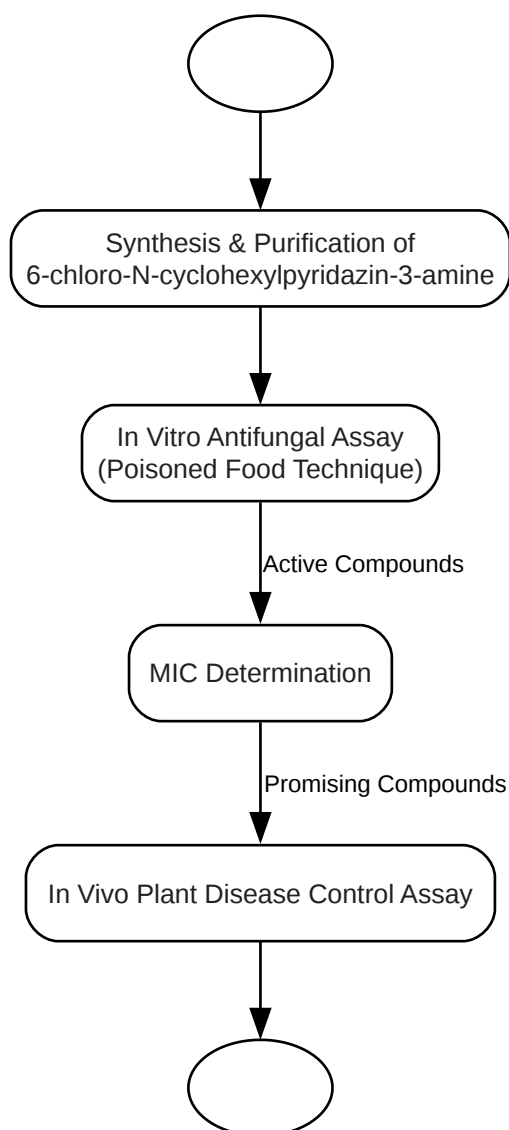 Synthesis & Purification of
6-chloro-N-cyclohexylpyridazin-3-amine
In Vitro Antifungal Assay
(Poisoned Food Technique)
Active Compounds
MIC Determination
Promising Compounds
In Vivo Plant Disease Control Assay